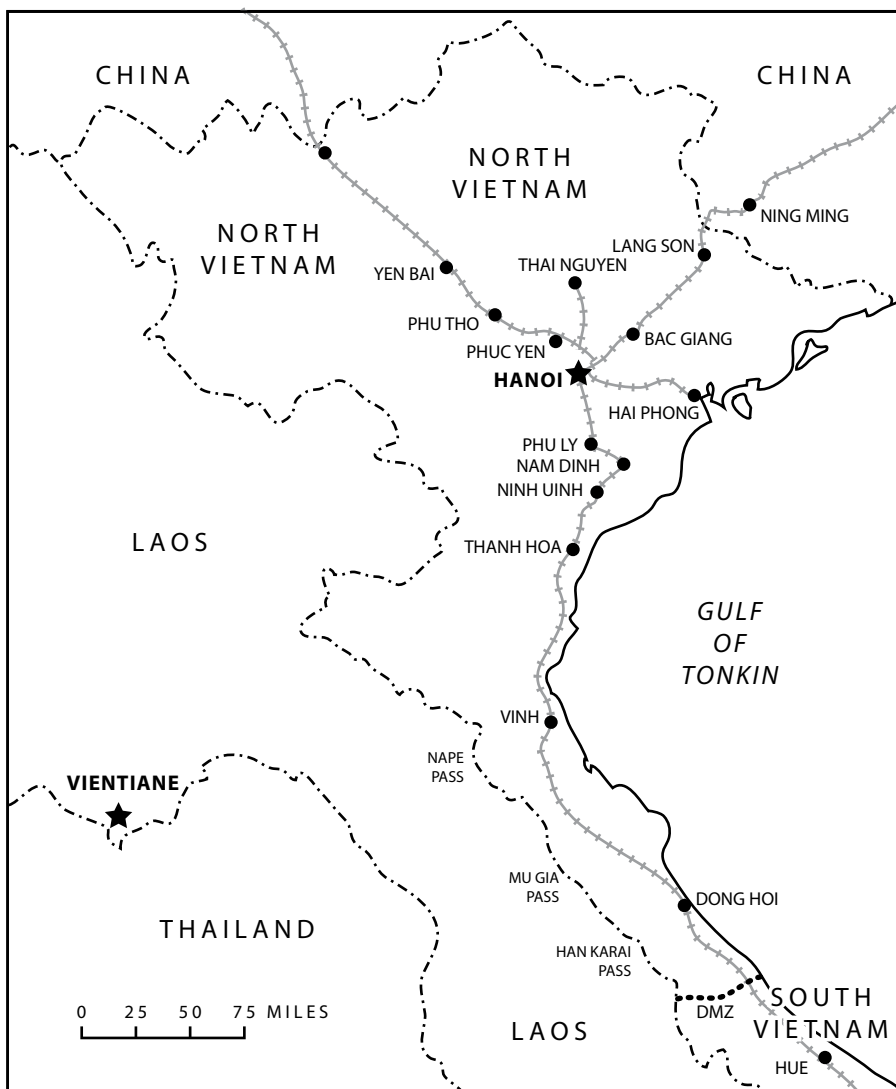 CHINA
CHINA
NORTH
VIETNAM
NING MING
NORTH
VIETNAM
LANG SON
THAI NGUYEN
YEN BAI
PHU THO
PHUC YEN
BAC GIANG
HANOI
HAI PHONG
PHU LY
NAM DINH
NINH UINH
THANH HOA
LAOS
GULF
OF
TONKIN
VINH
NAPE
PASS
VIENTIANE
MU GIA
PASS
DONG HOI
THAILAND
HAN KARAI
PASS
0 25 50 75 MILES
DMZ
SOUTH
VIETNAM
LAOS
HUE